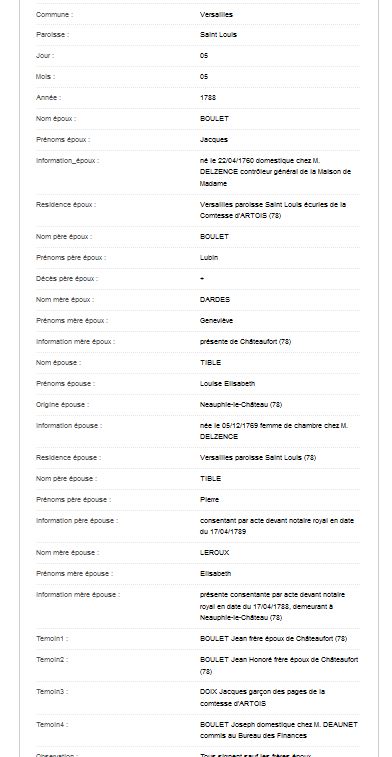 Commune : Versailles
Paroisse : Saint Louis
Jour : 05
Mois : 05
Année : 1788
Nom époux : BOULET
Prénoms époux : Jacques
Information_époux : né le 22/04/1760 domestique chez M.
DELZENCE contrôleur général de la Maison de
Madame
Residence époux : Versailles paroisse Saint Louis écuries de la
Comtesse d'ARTOIS (78)
Nom père époux : BOULET
Prénoms père époux : Lubin
Décès père époux : +
Nom mère époux : DARDES
Prénoms mère époux : Geneviève
Information mère époux : présente de Châteaufort (78)
Nom épouse : TIBLE
Prénoms épouse : Louise Elisabeth
Origine épouse : Neauphle-le-Château (78)
Information épouse : née le 05/12/1769 femme de chambre chez M.
DELZENCE
Residence épouse : Versailles paroisse Saint Louis (78)
Nom père épouse : TIBLE
Prénoms père épouse : Pierre
Information père épouse : consentant par acte devant notaire royal en date
du 17/04/1789
Nom mère épouse : LEROUX
Prénoms mère épouse : Elisabeth
Information mère épouse : présente consentante par acte devant notaire
royal en date du 17/04/1788, demeurant à
Neauphle-le-Château (78)
Temoin1 : BOULET Jean frère époux de Châteaufort (78)
Temoin2 : BOULET Jean Honoré frère époux de Châteaufort
(78)
Temoin3 : DOIX Jacques garçon des pages de la
comtesse d'ARTOIS
Temoin4 : BOULET Joseph domestique chez M. DEAUNET
commis au Bureau des Finances
Observation : Tous signent sauf les frères époux